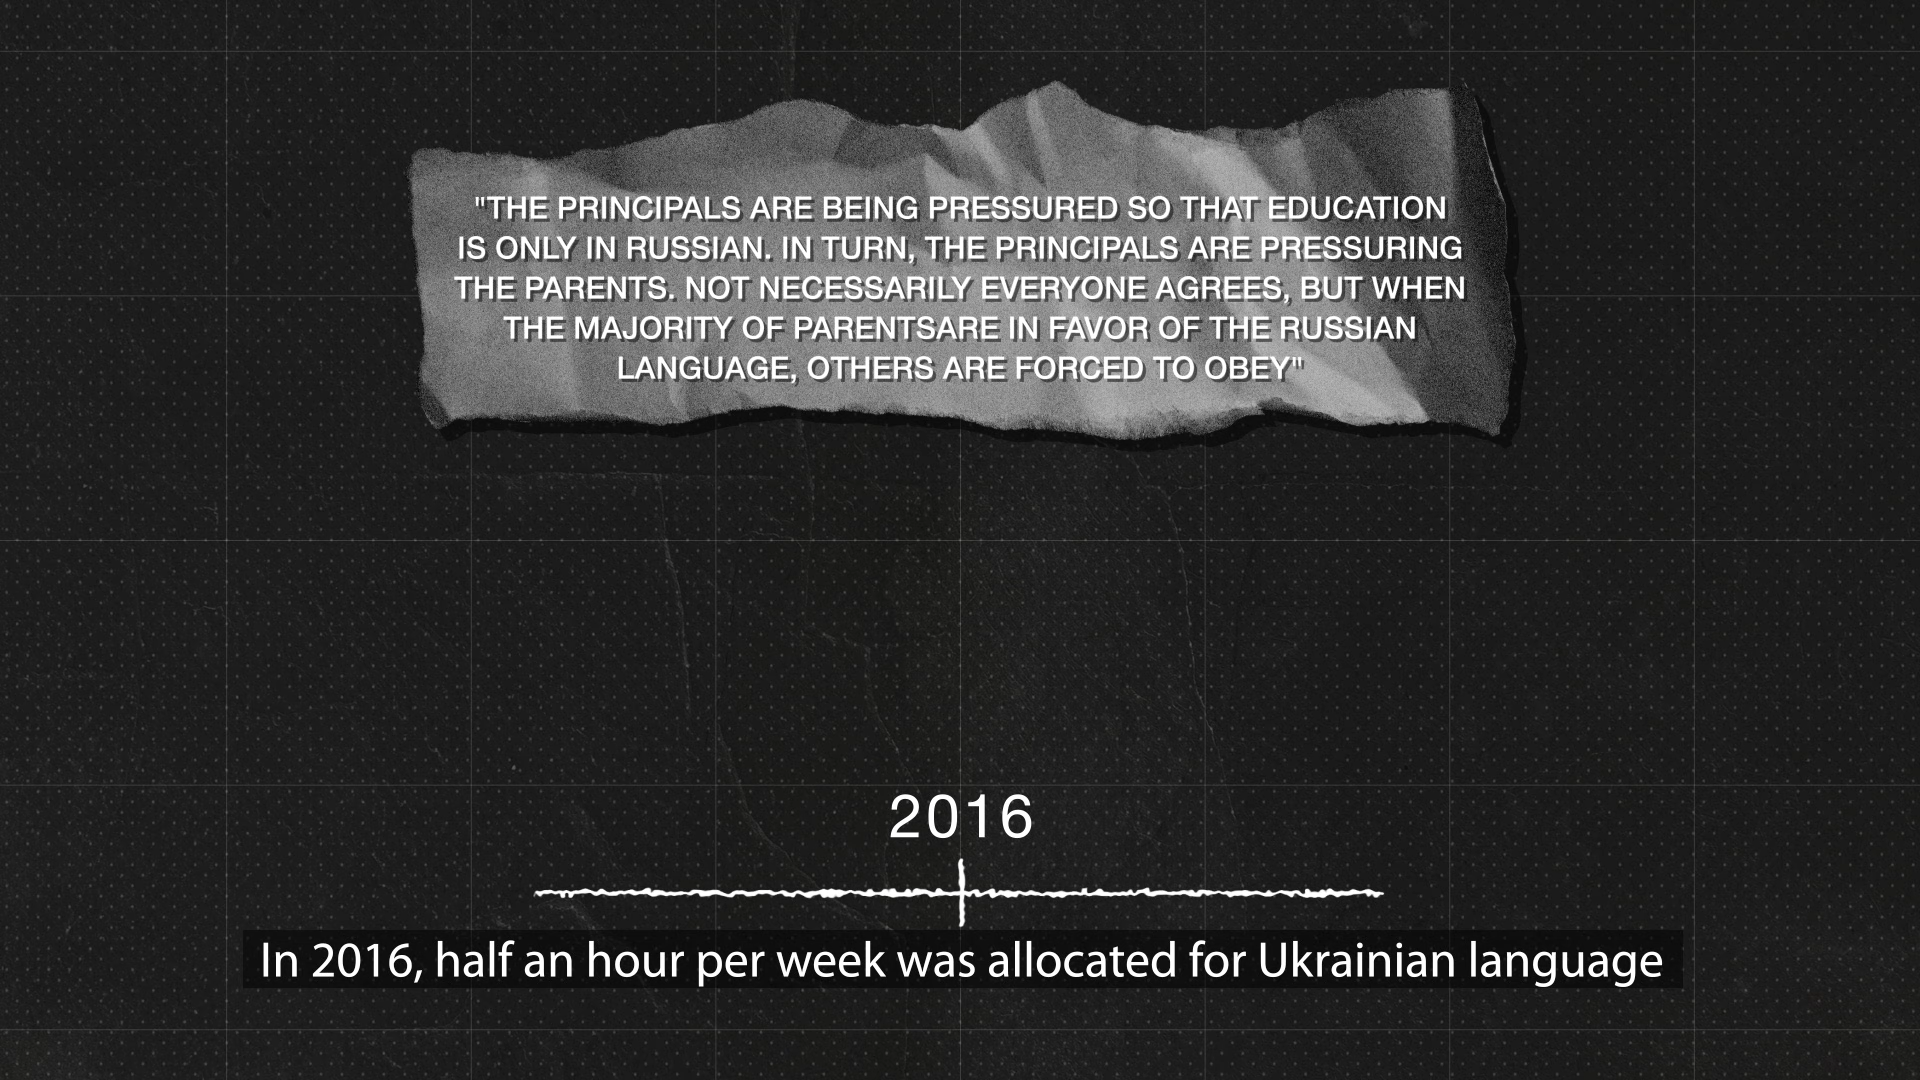 "THE PRINCIPALS ARE BEING PRESSURED SO THAT EDUCATION
IS ONLY IN RUSSIAN. IN TURN, THE PRINCIPALS ARE PRESSURING
THE PARENTS. NOT NECESSARILY EVERYONE AGREES, BUT WHEN
THE MAJORITY OF PARENTSARE IN FAVOR OF THE RUSSIAN
LANGUAGE, OTHERS ARE FORCED TO OBEY"
2016
In 2016, half an hour per week was allocated for Ukrainian language